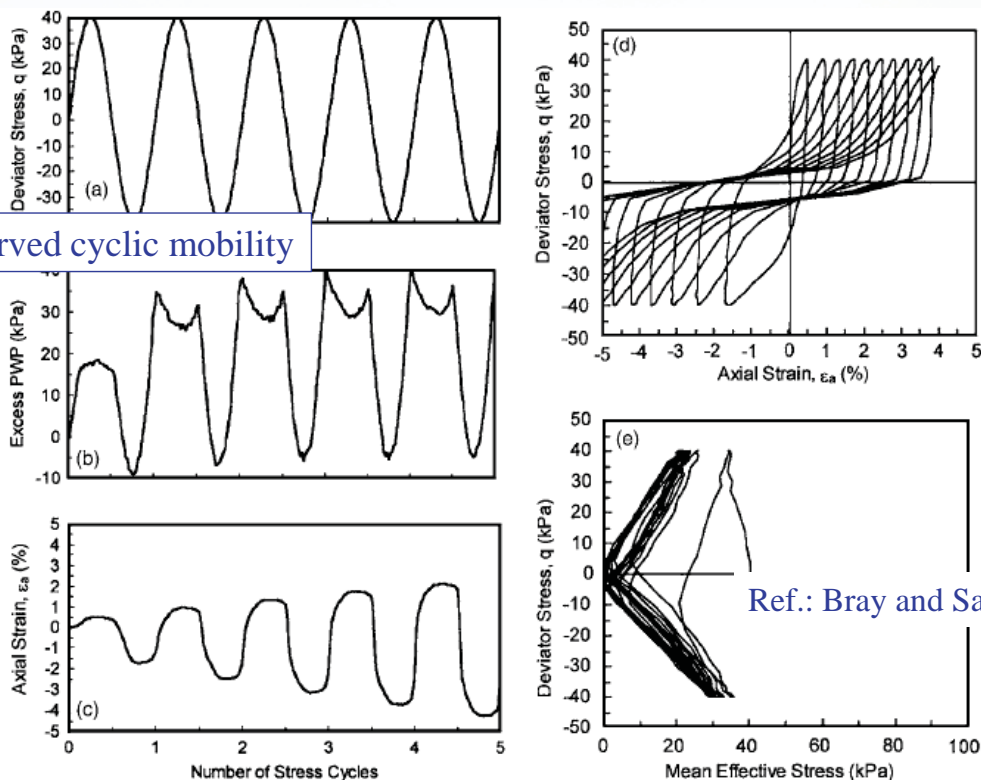 Deviator Stress, q (kPa)
40
30
20
10
0
-10
-20
-30
(a)
cyclic mobility
Excess PWP (kPa)
40
30
20
10
0
-10
(b)
Axial Strain, εa (%)
5
4
3
2
1
0
-1
-2
-3
-4
-5
(c)
0 1 2 3 4 5
Number of Stress Cycles
(d)
Deviator Stress, q (kPa)
50
40
30
20
10
0
-10
-20
-30
-40
-50
-5 -4 -3 -2 -1 0 1 2 3 4 5
Axial Strain, εa (%)
(e)
Deviator Stress, q (kPa)
50
40
30
20
10
0
-10
-20
-30
-40
-50
Ref.: Bray and
0 20 40 60 80 100
Mean Effective Stress (kPa)